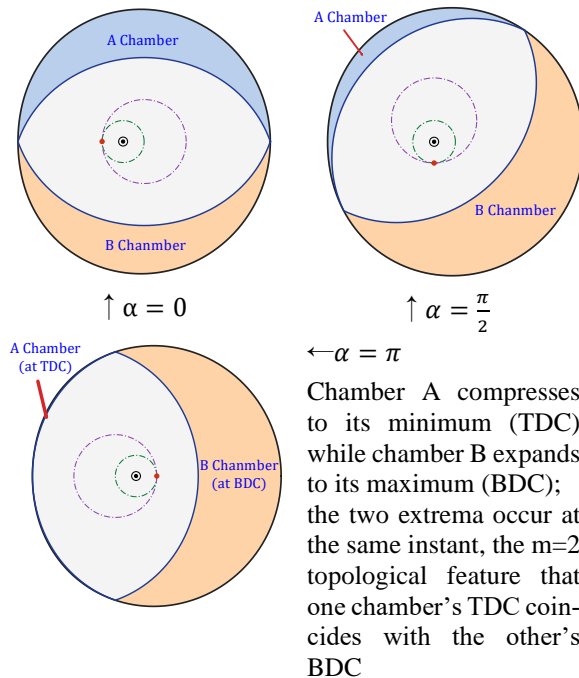 A Chamber
B Chanmber
↑ α = 0
A Chamber
B Chanmber
↑ α = π/2
A Chamber
(at TDC)
B Chanmber
(at BDC)
←α = π
Chamber A compresses
to its minimum (TDC)
while chamber B expands
to its maximum (BDC);
the two extrema occur at
the same instant, the m=2
topological feature that
one chamber’s TDC coin-
cides with the other’s
BDC